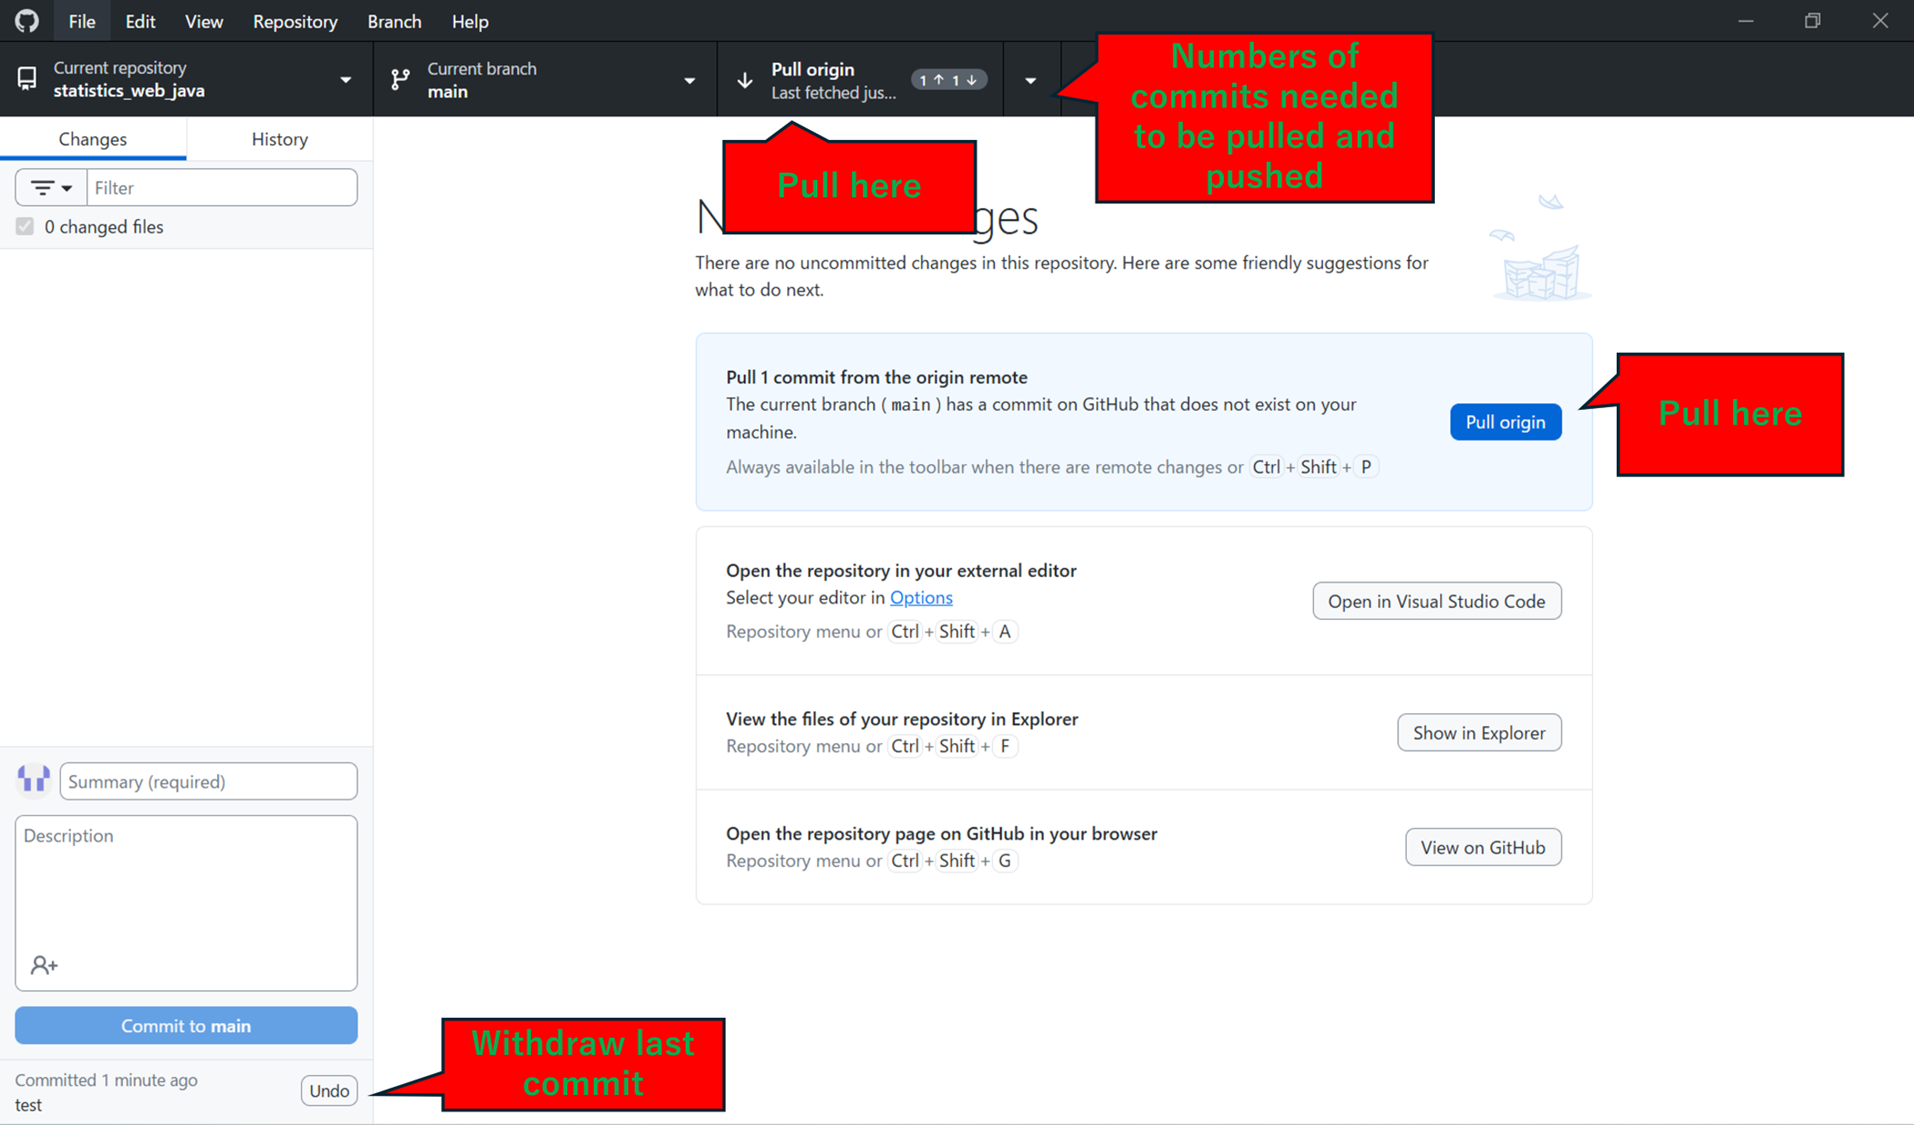 File Edit View Repository Branch Help
Current repository
statistics_web_java
Current branch
main
Pull origin
Last fetched jus...
1 ↑ 1 ↓
Numbers of
commits needed
to be pulled and
pushed
Changes History
Pull here
Filter
0 changed files
N ges
There are no uncommitted changes in this repository. Here are some friendly suggestions for
what to do next.
Pull 1 commit from the origin remote
The current branch ( main ) has a commit on GitHub that does not exist on your
machine.
Always available in the toolbar when there are remote changes or Ctrl + Shift + P
Pull origin
Pull here
Open the repository in your external editor
Select your editor in Options
Repository menu or Ctrl + Shift + A
Open in Visual Studio Code
View the files of your repository in Explorer
Repository menu or Ctrl + Shift + F
Show in Explorer
Open the repository page on GitHub in your browser
Repository menu or Ctrl + Shift + G
View on GitHub
Summary (required)
Description
Commit to main
Committed 1 minute ago
test
Undo
Withdraw last
commit